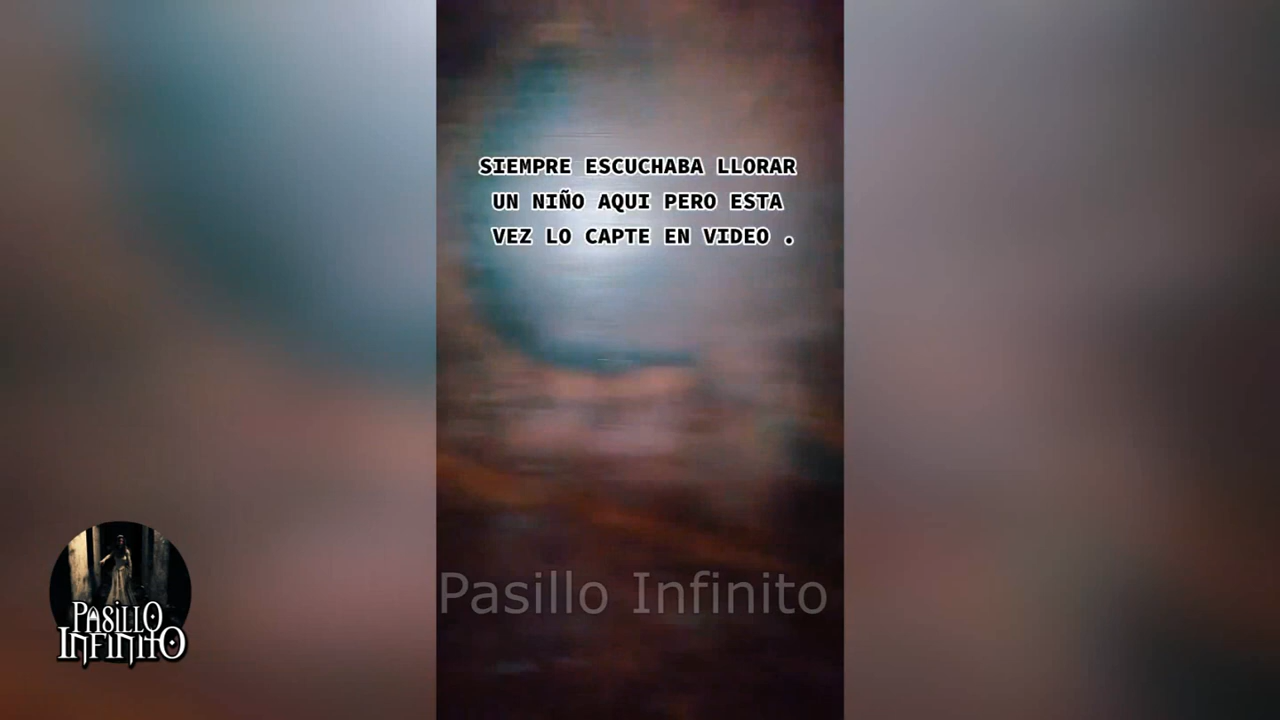 SIEMPRE ESCUCHABA LLORAR
UN NIÑO AQUI PERO ESTA
VEZ LO CAPTE EN VIDEO .
Pasillo Infinito
PASILLO
INFINITO